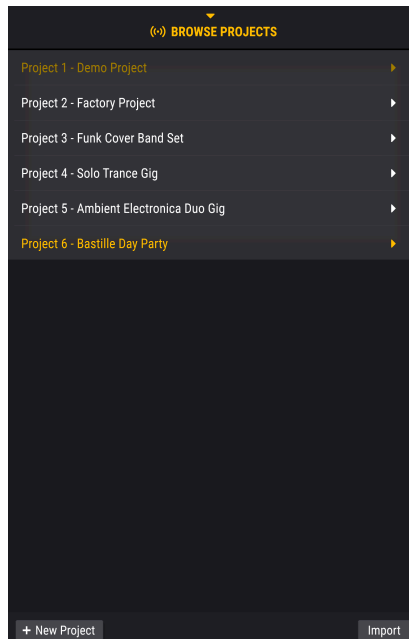 BROWSE PROJECTS
Project 1 - Demo Project
Project 2 - Factory Project
Project 3 - Funk Cover Band Set
Project 4 - Solo Trance Gig
Project 5 - Ambient Electronica Duo Gig
Project 6 - Bastille Day Party
+ New Project
Import